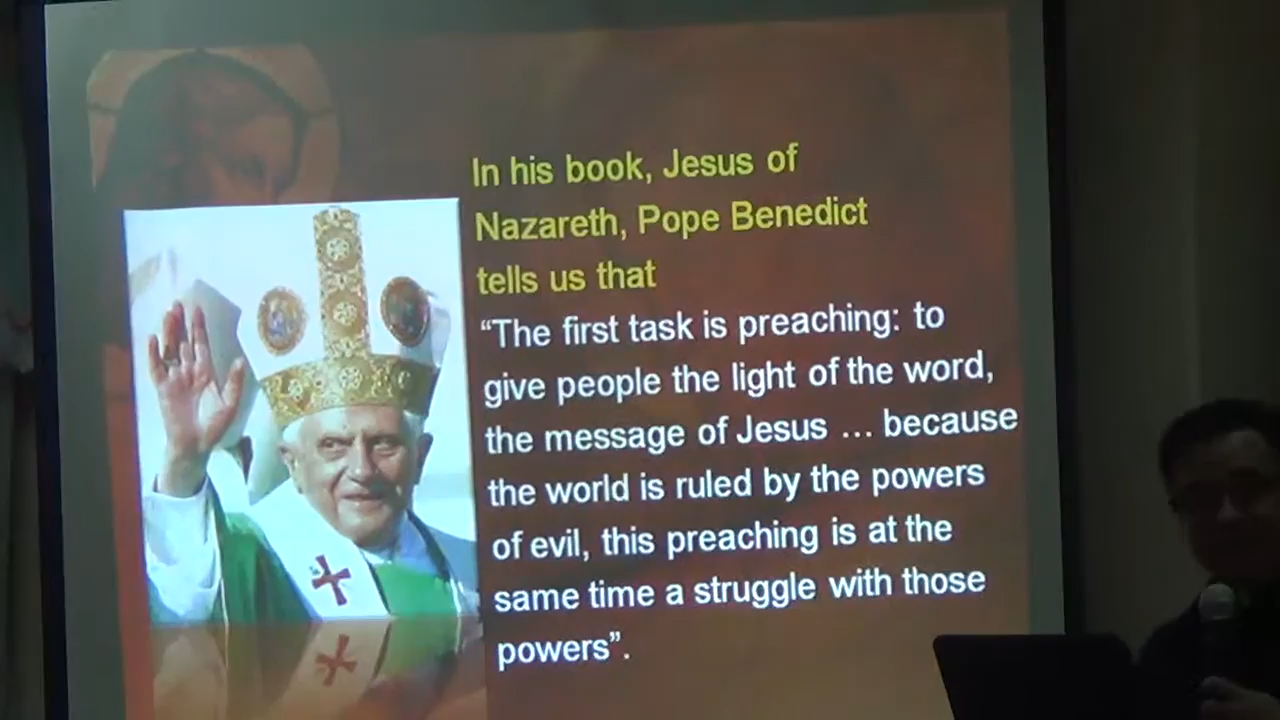 In his book, Jesus of
Nazareth, Pope Benedict
tells us that
“The first task is preaching: to
give people the light of the word,
the message of Jesus ... because
the world is ruled by the powers
of evil, this preaching is at the
same time a struggle with those
powers”.